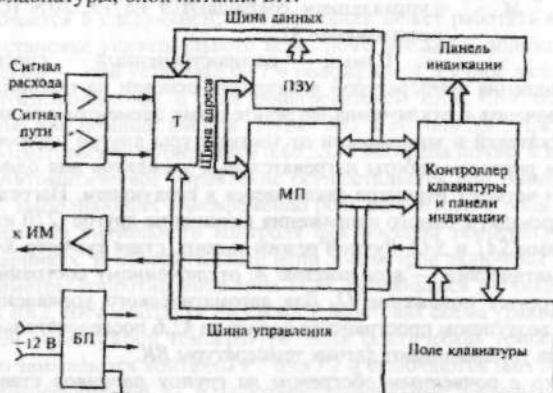 Шина данных
Панель индикации
Сигнал расхода
Сигнал пути
Т
Шина адреса
ПЗУ
МП
Контроллер клавиатуры и панели индикации
к ИМ
Шина управления
БП
Поле клавиатуры